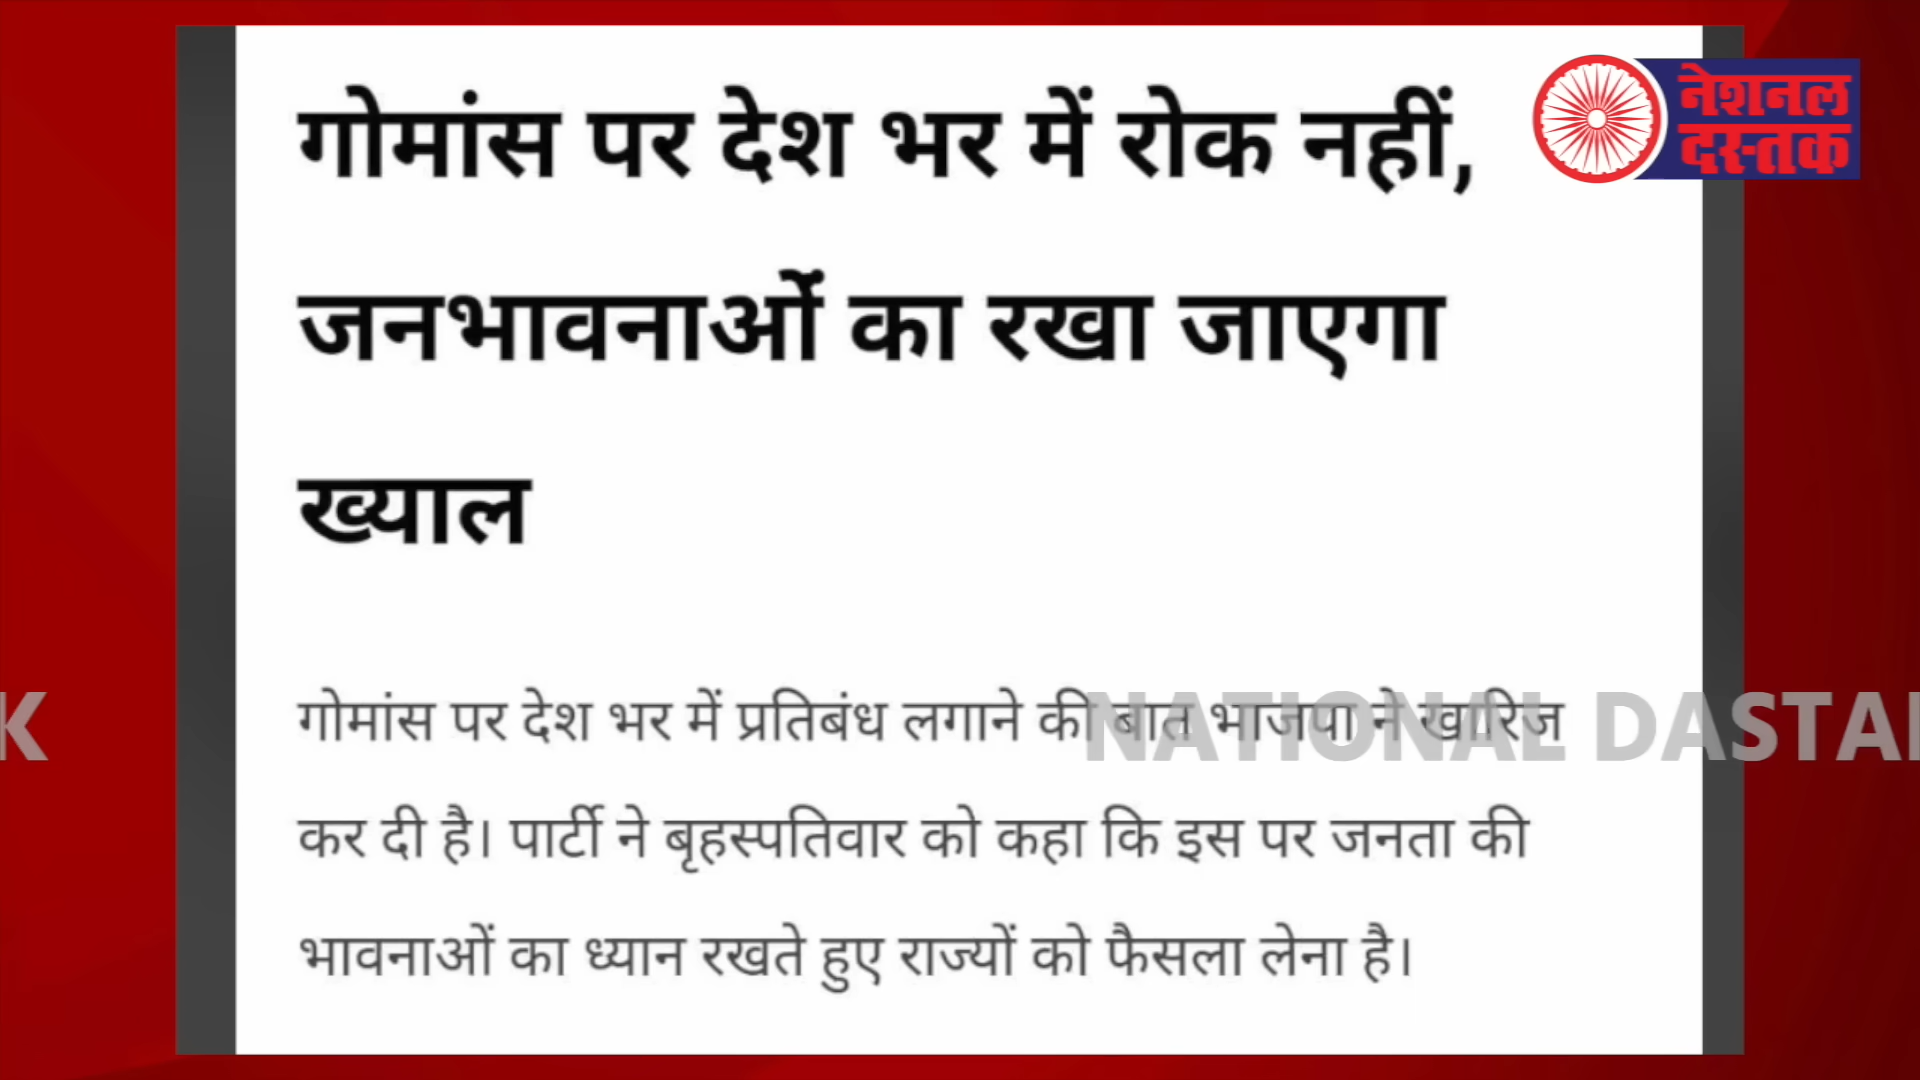 गोमांस पर देश भर में रोक नहीं,
नेशनल
दस्तक
जनभावनाओं का रखा जाएगा
ख्याल
गोमांस पर देश भर में प्रतिबंध लगाने की बात भाजपा ने खारिज
K
NATIONAL DASTAK
कर दी है। पार्टी ने बृहस्पतिवार को कहा कि इस पर जनता की
भावनाओं का ध्यान रखते हुए राज्यों को फैसला लेना है।